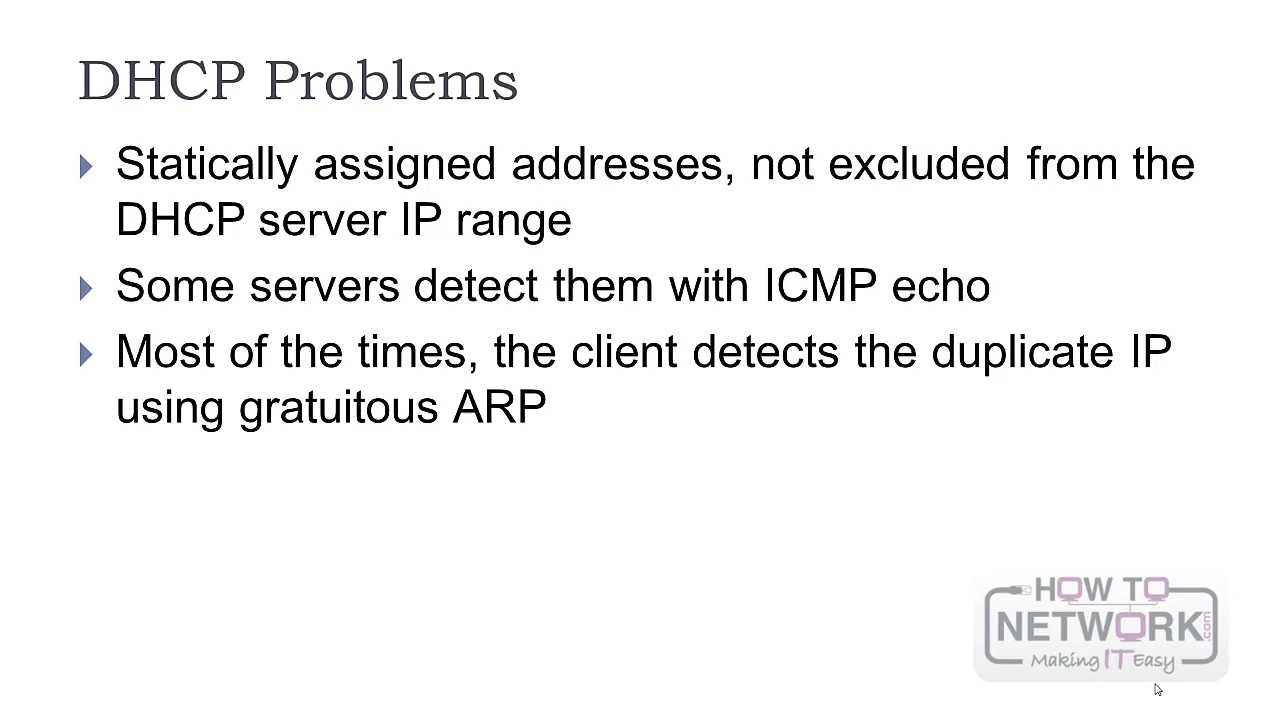 DHCP Problems
Statically assigned addresses, not excluded from the
DHCP server IP range
Some servers detect them with ICMP echo
Most of the times, the client detects the duplicate IP
using gratuitous ARP
HOW TO
NETWORK.com
Making IT Easy